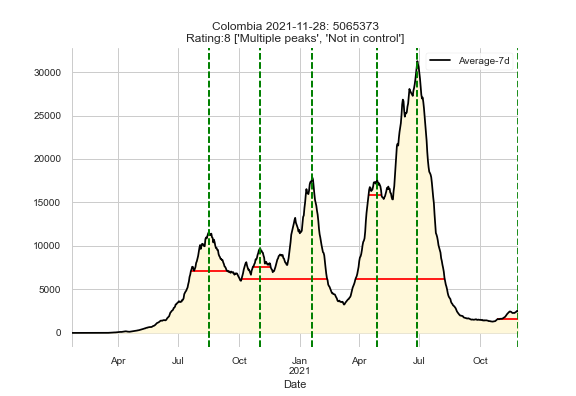 Colombia 2021-11-28: 5065373
Rating:8 ['Multiple peaks', 'Not in control']
Average-7d
30000
25000
20000
15000
10000
5000
0
Apr Jul Oct Jan Apr Jul Oct
2021
Date